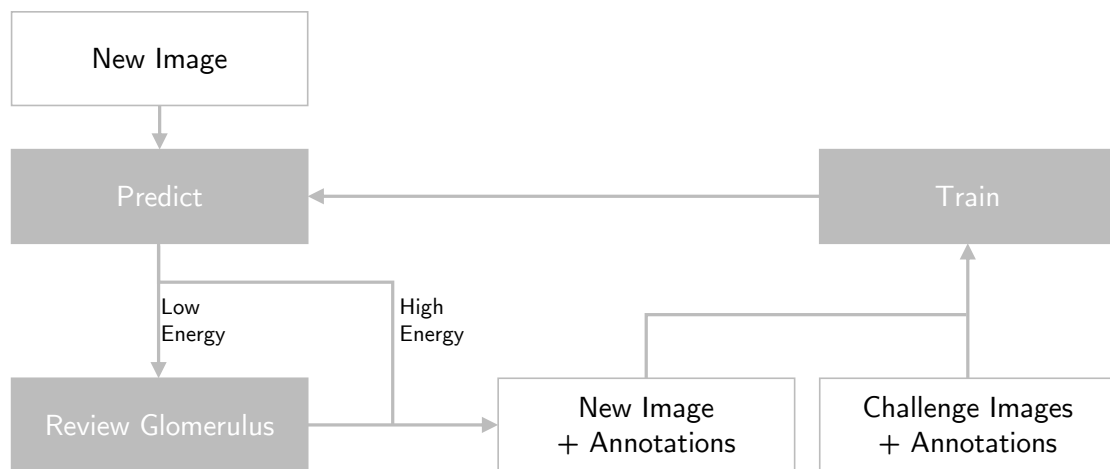 New Image
Predict
Train
Low
Energy
High
Energy
Review Glomerulus
New Image
+ Annotations
Challenge Images
+ Annotations